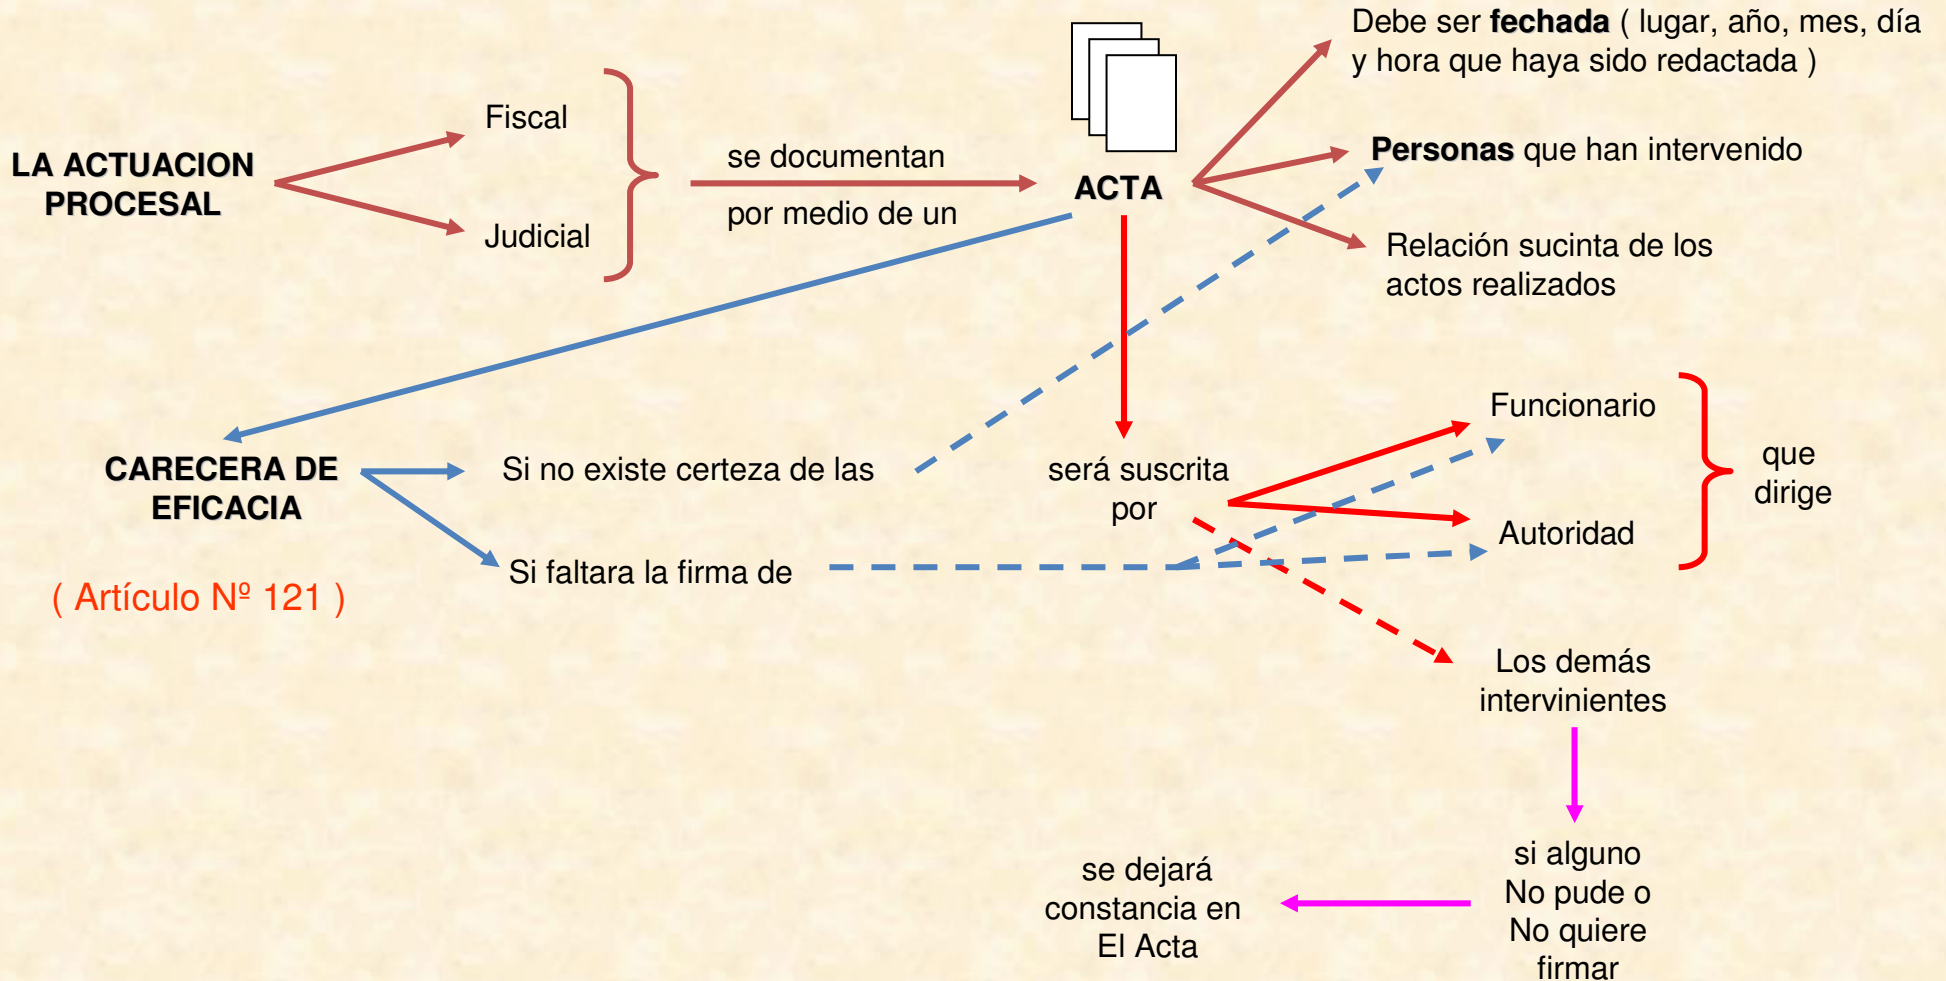 LA ACTUACION
PROCESAL
Fiscal
Judicial
se documentan
por medio de un
ACTA
Debe ser fechada ( lugar, año, mes, día
y hora que haya sido redactada )
Personas que han intervenido
Relación sucinta de los
actos realizados
CARECERA DE
EFICACIA
( Artículo Nº 121 )
Si no existe certeza de las
Si faltara la firma de
será suscrita
por
Funcionario
Autoridad
que
dirige
Los demás
intervinientes
si alguno
No pude o
No quiere
firmar
se dejará
constancia en
El Acta